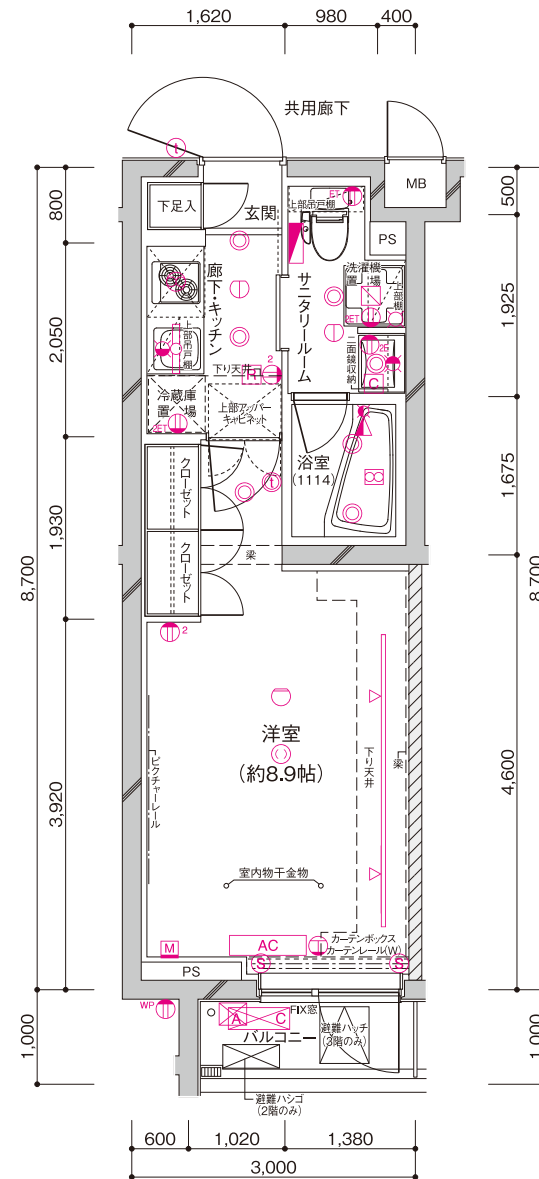 1,620
980
400
共用廊下
t
800
2,050
1,930
8,700
3,920
1,000
500
1,925
1,675
8,700
4,600
1,000
MB
下足入
玄関
上部吊戸棚
ET
PS
廊下・キッチン
サニタリールーム
洗濯機置場
上部棚
2ET
上部吊戸棚
二面鏡収納
2E
C
下り天井
R
2
冷蔵庫置場
2ET
上部アッパーキャビネット
浴室
(1114)
t
クローゼット
クローゼット
梁
2
洋室
(約8.9帖)
ピクチャーレール
下り天井
梁
室内物干金物
M
AC
カーテンボックス
カーテンレール(W)
S
S
PS
WP
A
C
FIX窓
バルコニー
避難ハッチ
(3階のみ)
避難ハシゴ
(2階のみ)
600
1,020
1,380
3,000